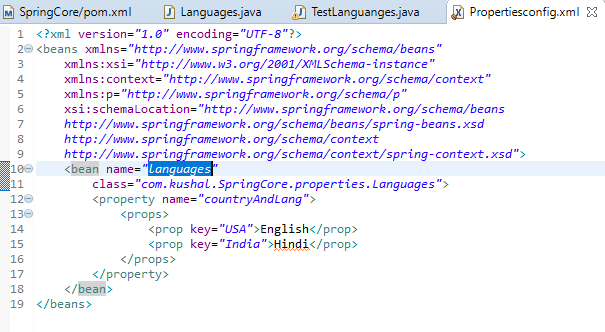 SpringCore/pom.xml Languages.java TestLanguanges.java Propertiesconfig.xml
1 <?xml version="1.0" encoding="UTF-8"?>
2 <beans xmlns="http://www.springframework.org/schema/beans"
3 xmlns:xsi="http://www.w3.org/2001/XMLSchema-instance"
4 xmlns:context="http://www.springframework.org/schema/context"
5 xmlns:p="http://www.springframework.org/schema/p"
6 xsi:schemaLocation="http://www.springframework.org/schema/beans
7 http://www.springframework.org/schema/beans/spring-beans.xsd
8 http://www.springframework.org/schema/context
9 http://www.springframework.org/schema/context/spring-context.xsd">
10 <bean name="languages"
11 class="com.kushal.SpringCore.properties.Languages">
12 <property name="countryAndLang">
13 <props>
14 <prop key="USA">English</prop>
15 <prop key="India">Hindi</prop>
16 </props>
17 </property>
18 </bean>
19 </beans>